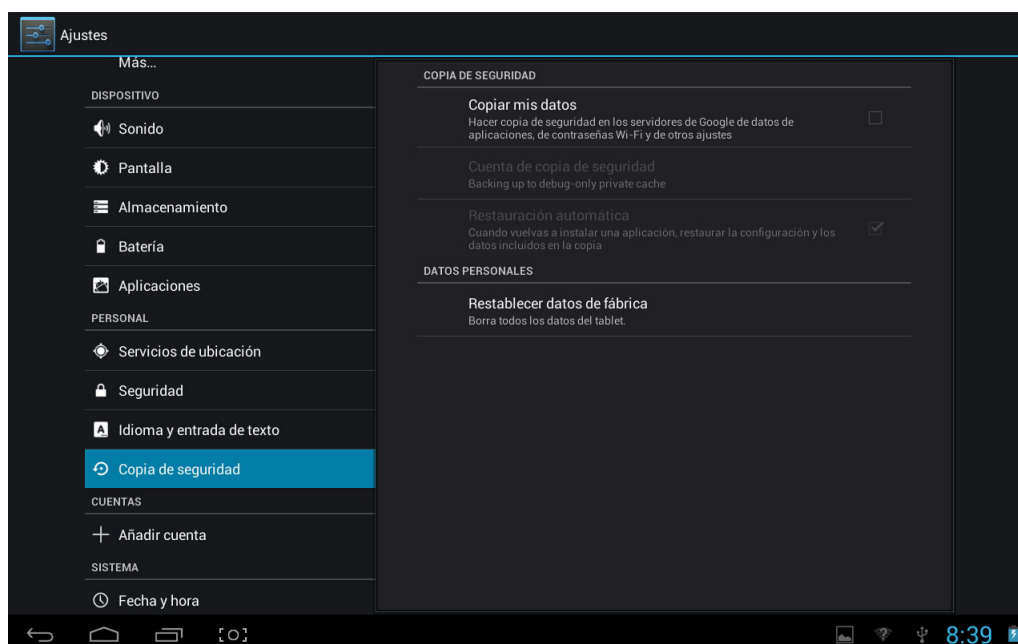 Ajustes
Más...
DISPOSITIVO
Sonido
Pantalla
Almacenamiento
Batería
Aplicaciones
PERSONAL
Servicios de ubicación
Seguridad
A Idioma y entrada de texto
Copia de seguridad
CUENTAS
Añadir cuenta
SISTEMA
Fecha y hora
COPIA DE SEGURIDAD
Copiar mis datos
Hacer copia de seguridad en los servidores de Google de datos de
aplicaciones, de contraseñas Wi-Fi y de otros ajustes
Cuenta de copia de seguridad
Backing up to debug-only private cache
Restauración automática
Cuando vuelvas a instalar una aplicación, restaurar la configuración y los
datos incluidos en la copia
DATOS PERSONALES
Restablecer datos de fábrica
Borra todos los datos del tablet.
8:39